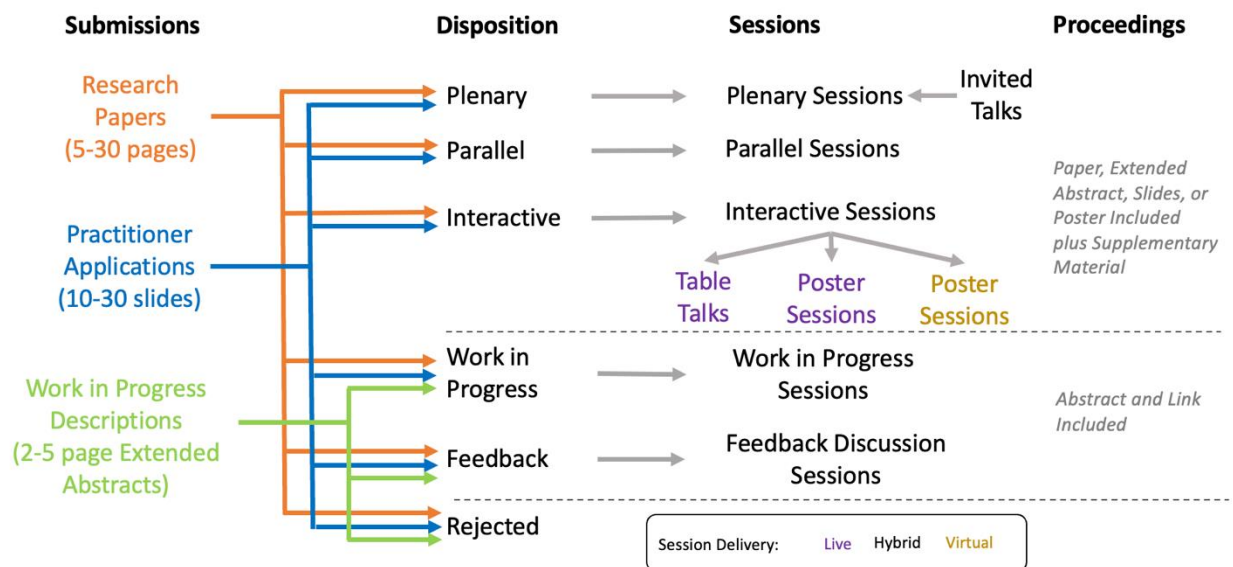 Submissions
Disposition
Sessions
Proceedings
Research
Papers
(5-30 pages)
Practitioner
Applications
(10-30 slides)
Work in Progress
Descriptions
(2-5 page Extended
Abstracts)
Plenary
Parallel
Interactive
Work in
Progress
Feedback
Rejected
Plenary Sessions
Invited
Talks
Parallel Sessions
Interactive Sessions
Table
Talks
Poster
Sessions
Poster
Sessions
Work in Progress
Sessions
Feedback Discussion
Sessions
Paper, Extended
Abstract, Slides, or
Poster Included
plus Supplementary
Material
Abstract and Link
Included
Session Delivery: Live Hybrid Virtual